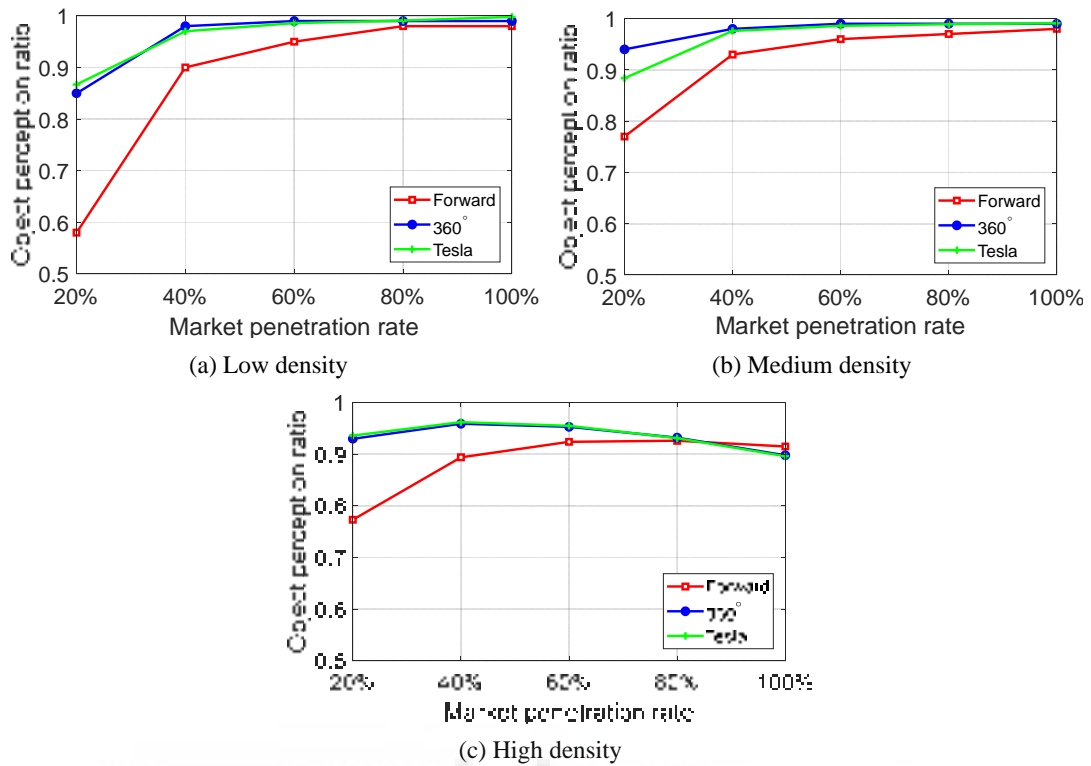 1
0.9
0.8
0.7
0.6
0.5
Object perception ratio
Forward
360°
Tesla
20% 40% 60% 80% 100%
Market penetration rate
(a) Low density
1
0.9
0.8
0.7
0.6
0.5
Object perception ratio
Forward
360°
Tesla
20% 40% 60% 80% 100%
Market penetration rate
(b) Medium density
1
0.9
0.8
0.7
0.6
0.5
Object perception ratio
Forward
360°
Tesla
20% 40% 60% 80% 100%
Market penetration rate
(c) High density